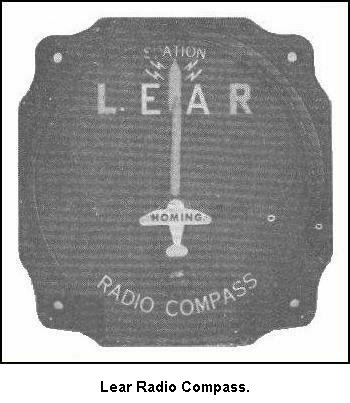 STATION
LEAR
HOMING
RADIO COMPASS
Lear Radio Compass.